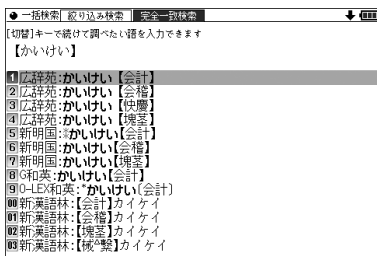 一括検索 絞り込み検索 完全一致検索
[切替]キーで続けて調べたい語を入力できます
【かいけい】
1 広辞苑:かいけい【会計】
2 広辞苑:かいけい【会稽】
3 広辞苑:かいけい【快慶】
4 広辞苑:かいけい【塊茎】
5 新明国:※かいけい【会計】
6 新明国:かいけい【会稽】
7 新明国:かいけい【塊茎】
8 G和英:かいけい【会計】
9 O-LEX和英:*かいけい〔会計〕
00 新漢語林:【会計】カイケイ
01 新漢語林:【会稽】カイケイ
02 新漢語林:【塊茎】カイケイ
03 新漢語林:【械^繫】カイケイ